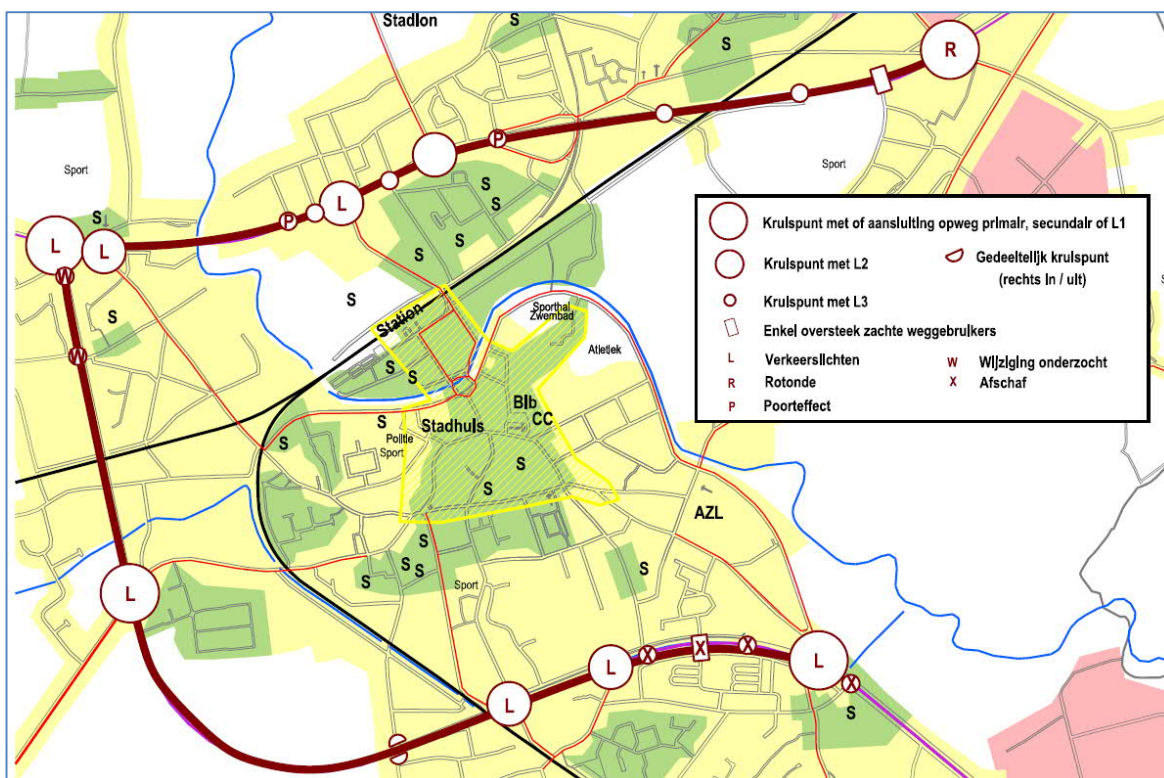 Stadion
S
S
R
Sport
P
L
S
S
S
L
L
P
S
S
W
S
S
Station
Sporthal
Zwembad
Atletiek
W
S
S
Bib
CC
Stadhuis
S
Politie
Sport
S
S
S
AZL
S
S
S
S
S
Sport
S
L
L
X
X
X
L
X
S
L
Sport
Kruispunt met of aansluiting opweg primair, secundair of L1
Kruispunt met L2
Gedeeltelijk kruispunt
(rechts in / uit)
Kruispunt met L3
Enkel oversteek zachte weggebruikers
L Verkeerslichten
W Wijziging onderzocht
R Rotonde
X Afschaf
P Poorteffect